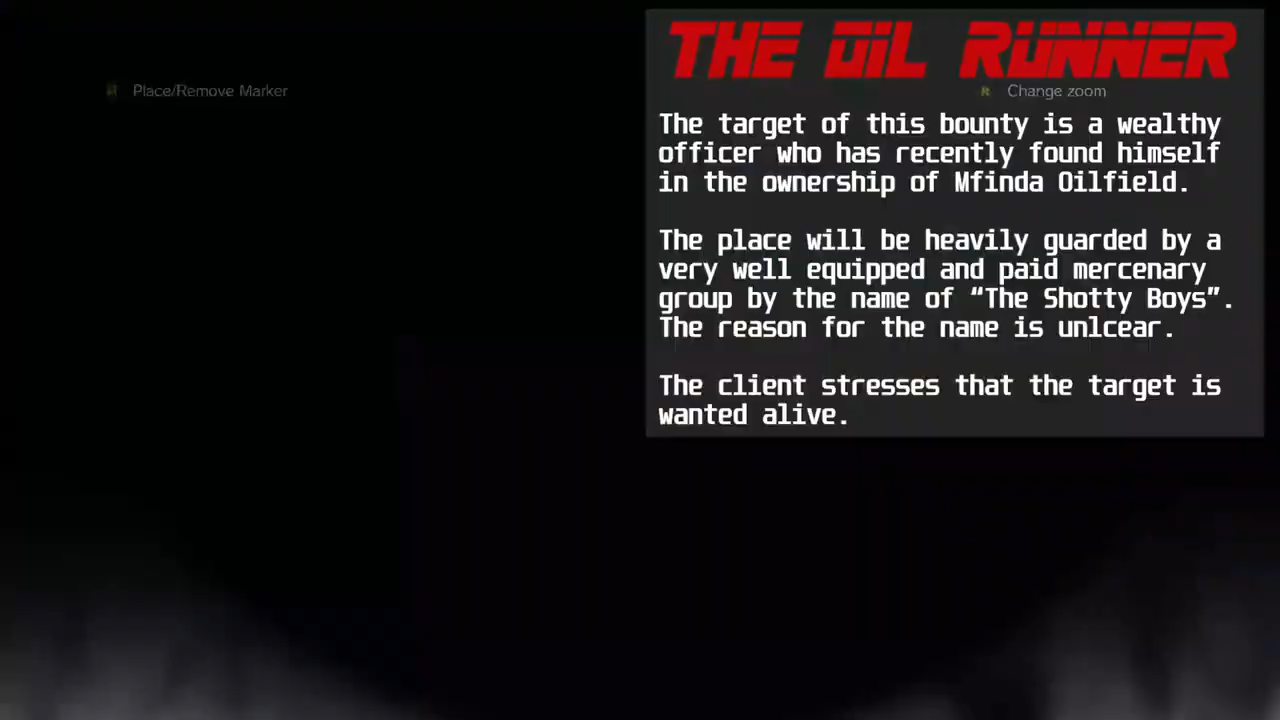 THE OIL RUNNER
Place/Remove Marker
R Change zoom
The target of this bounty is a wealthy
officer who has recently found himself
in the ownership of Mfinda Oilfield.
The place will be heavily guarded by a
very well equipped and paid mercenary
group by the name of “The Shotty Boys”.
The reason for the name is unlcear.
The client stresses that the target is
wanted alive.